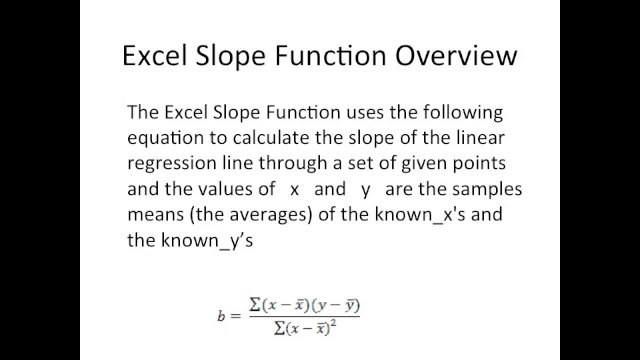 Excel Slope Function Overview
The Excel Slope Function uses the following
equation to calculate the slope of the linear
regression line through a set of given points
and the values of x and y are the samples
means (the averages) of the known_x's and
the known_y's
b = ∑(x − x̅)(y − y̅) / ∑(x − x̅)²